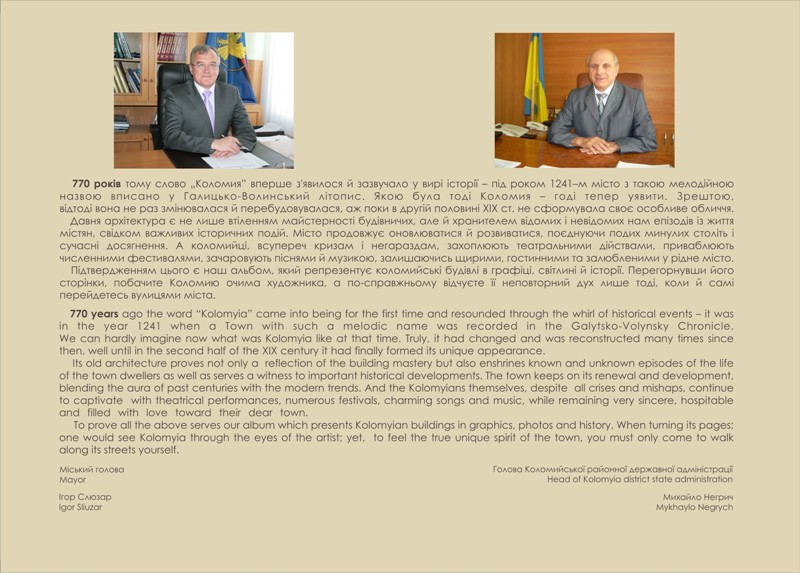 770 років тому слово „Коломия" вперше з'явилося й зазвучало у вирі історії – під роком 1241–м місто з такою мелодійною
назвою вписано у Галицько-Волинський літопис. Якою була тоді Коломия – годі тепер уявити. Зрештою,
відтоді вона не раз змінювалася й перебудовувалася, аж поки в другій половині XIX ст. не сформувала своє особливе обличчя.
Давня архітектура є не лише втіленням майстерності будівничих, але й хранителем відомих і невідомих нам епізодів із життя
містян, свідком важливих історичних подій. Місто продовжує оновлюватися й розвиватися, поєднуючи подих минулих століть і
сучасні досягнення. А коломийці, всупереч кризам і негараздам, захоплюють театральними дійствами, приваблюють
численними фестивалями, зачаровують піснями й музикою, залишаючись щирими, гостинними та залюбленими у рідне місто.
Підтвердженням цього є наш альбом, який репрезентує коломийські будівлі в графіці, світлині й історії. Перегорнувши його
сторінки, побачите Коломию очима художника, а по-справжньому відчуєте її неповторний дух лише тоді, коли й самі
перейдетесь вулицями міста.
770 years ago the word "Kolomyia" came into being for the first time and resounded through the whirl of historical events – it was
in the year 1241 when a Town with such a melodic name was recorded in the Galytsko-Volynsky Chronicle.
We can hardly imagine now what was Kolomyia like at that time. Truly, it had changed and was reconstructed many times since
then, well until in the second half of the XIX century it had finally formed its unique appearance.
Its old architecture proves not only a reflection of the building mastery but also enshrines known and unknown episodes of the life
of the town dwellers as well as serves a witness to important historical developments. The town keeps on its renewal and development,
blending the aura of past centuries with the modern trends. And the Kolomyians themselves, despite all crises and mishaps, continue
to captivate with theatrical performances, numerous festivals, charming songs and music, while remaining very sincere, hospitable
and filled with love toward their dear town.
To prove all the above serves our album which presents Kolomyian buildings in graphics, photos and history. When turning its pages;
one would see Kolomyia through the eyes of the artist; yet, to feel the true unique spirit of the town, you must only come to walk
along its streets yourself.
Міський голова
Mayor
Ігор Слюзар
Igor Sliuzar
Голова Коломийської районної державної адміністрації
Head of Kolomyia district state administration
Михайло Негрич
Mykhaylo Negrych